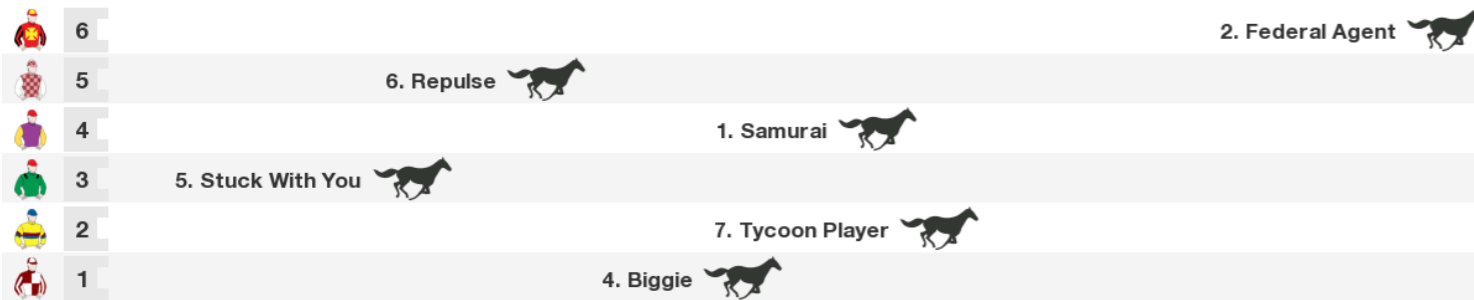 6 2. Federal Agent
5 6. Repulse
4 1. Samurai
3 5. Stuck With You
2 7. Tycoon Player
1 4. Biggie